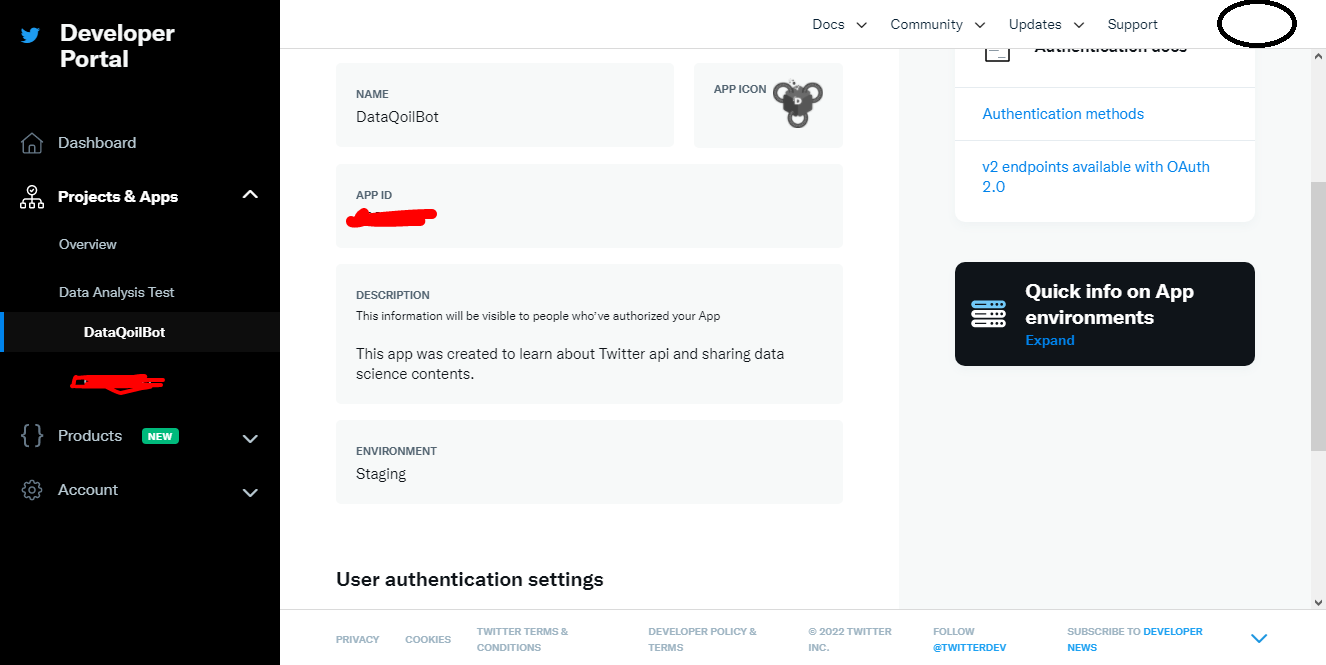 Developer
Portal
Dashboard
Projects & Apps
Overview
Data Analysis Test
DataQoilBot
Products NEW
Account
Docs Community Updates Support
NAME
DataQoilBot
APP ICON
D
APP ID
DESCRIPTION
This information will be visible to people who've authorized your App
This app was created to learn about Twitter api and sharing data
science contents.
ENVIRONMENT
Staging
User authentication settings
Authentication docs
Authentication methods
v2 endpoints available with OAuth
2.0
Quick info on App
environments
Expand
PRIVACY
COOKIES
TWITTER TERMS &
CONDITIONS
DEVELOPER POLICY &
TERMS
© 2022 TWITTER
INC.
FOLLOW
@TWITTERDEV
SUBSCRIBE TO DEVELOPER
NEWS